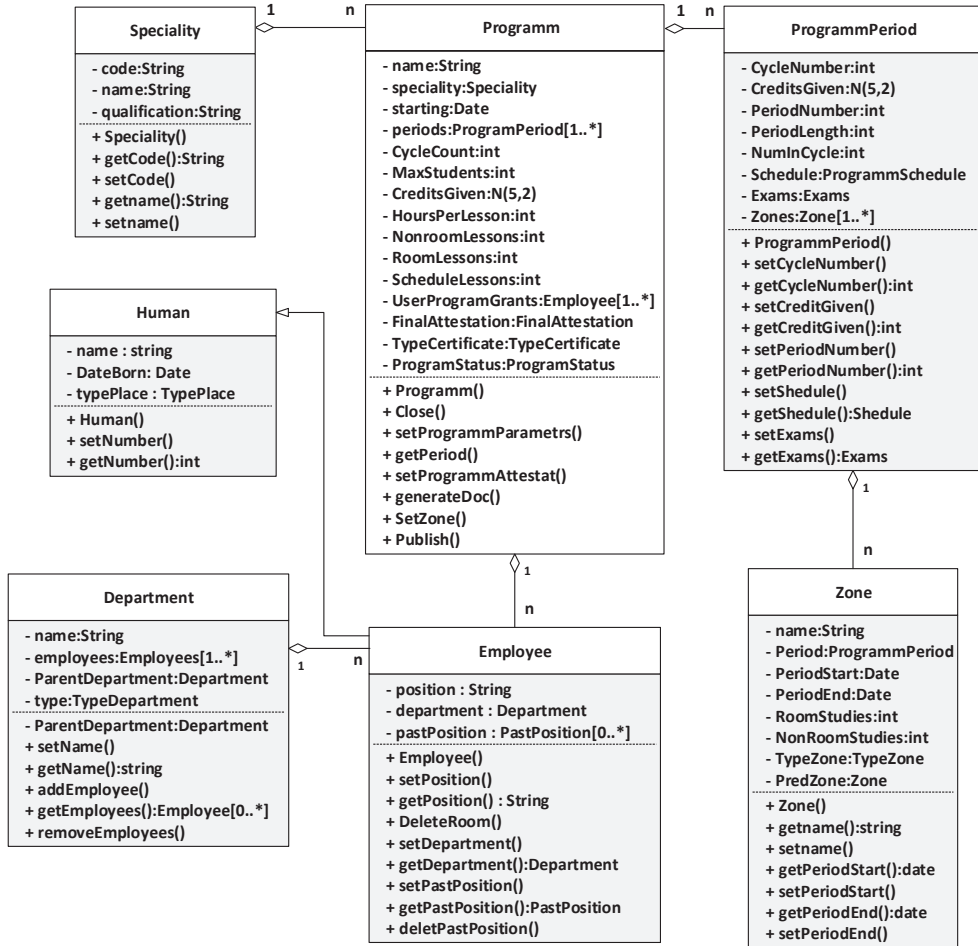 Speciality
- code:String
- name:String
- qualification:String
+ Speciality()
+ getCode():String
+ setCode()
+ getname():String
+ setname()
1
n
Programm
- name:String
- speciality:Speciality
- starting:Date
- periods:ProgramPeriod[1..*]
- CycleCount:int
- MaxStudents:int
- CreditsGiven:N(5,2)
- HoursPerLesson:int
- NonroomLessons:int
- RoomLessons:int
- ScheduleLessons:int
- UserProgramGrants:Employee[1..*]
- FinalAttestation:FinalAttestation
- TypeCertificate:TypeCertificate
- ProgramStatus:ProgramStatus
+ Programm()
+ Close()
+ setProgrammParametrs()
+ getPeriod()
+ setProgrammAttestat()
+ generateDoc()
+ SetZone()
+ Publish()
1
n
ProgrammPeriod
- CycleNumber:int
- CreditsGiven:N(5,2)
- PeriodNumber:int
- PeriodLength:int
- NumInCycle:int
- Schedule:ProgrammSchedule
- Exams:Exams
- Zones:Zone[1..*]
+ ProgrammPeriod()
+ setCycleNumber()
+ getCycleNumber():int
+ setCreditGiven()
+ getCreditGiven():int
+ setPeriodNumber()
+ getPeriodNumber():int
+ setShedule()
+ getShedule():Shedule
+ setExams()
+ getExams():Exams
Human
- name : string
- DateBorn: Date
- typePlace : TypePlace
+ Human()
+ setNumber()
+ getNumber():int
1
n
1
n
Department
- name:String
- employees:Employees[1..*]
- ParentDepartment:Department
- type:TypeDepartment
- ParentDepartment:Department
+ setName()
+ getName():string
+ addEmployee()
+ getEmployees():Employee[0..*]
+ removeEmployees()
1
n
Employee
- position : String
- department : Department
- pastPosition : PastPosition[0..*]
+ Employee()
+ setPosition()
+ getPosition() : String
+ DeleteRoom()
+ setDepartment()
+ getDepartment():Department
+ setPastPosition()
+ getPastPosition():PastPosition
+ deletPastPosition()
Zone
- name:String
- Period:ProgrammPeriod
- PeriodStart:Date
- PeriodEnd:Date
- RoomStudies:int
- NonRoomStudies:int
- TypeZone:TypeZone
- PredZone:Zone
+ Zone()
+ getname():string
+ setname()
+ getPeriodStart():date
+ setPeriodStart()
+ getPeriodEnd():date
+ setPeriodEnd()